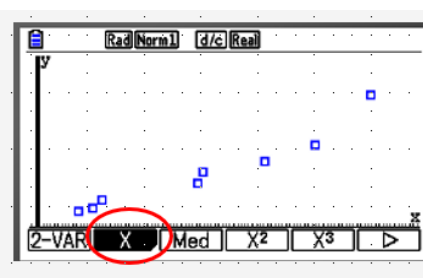 Rad Norm1 d/c Real
y
x
2-VAR X Med X² X³ ▷